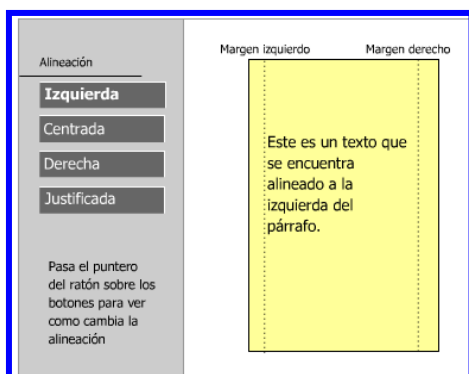 Alineación
Izquierda
Centrada
Derecha
Justificada
Pasa el puntero
del ratón sobre los
botones para ver
como cambia la
alineación
Margen izquierdo
Margen derecho
Este es un texto que
se encuentra
alineado a la
izquierda del
párrafo.